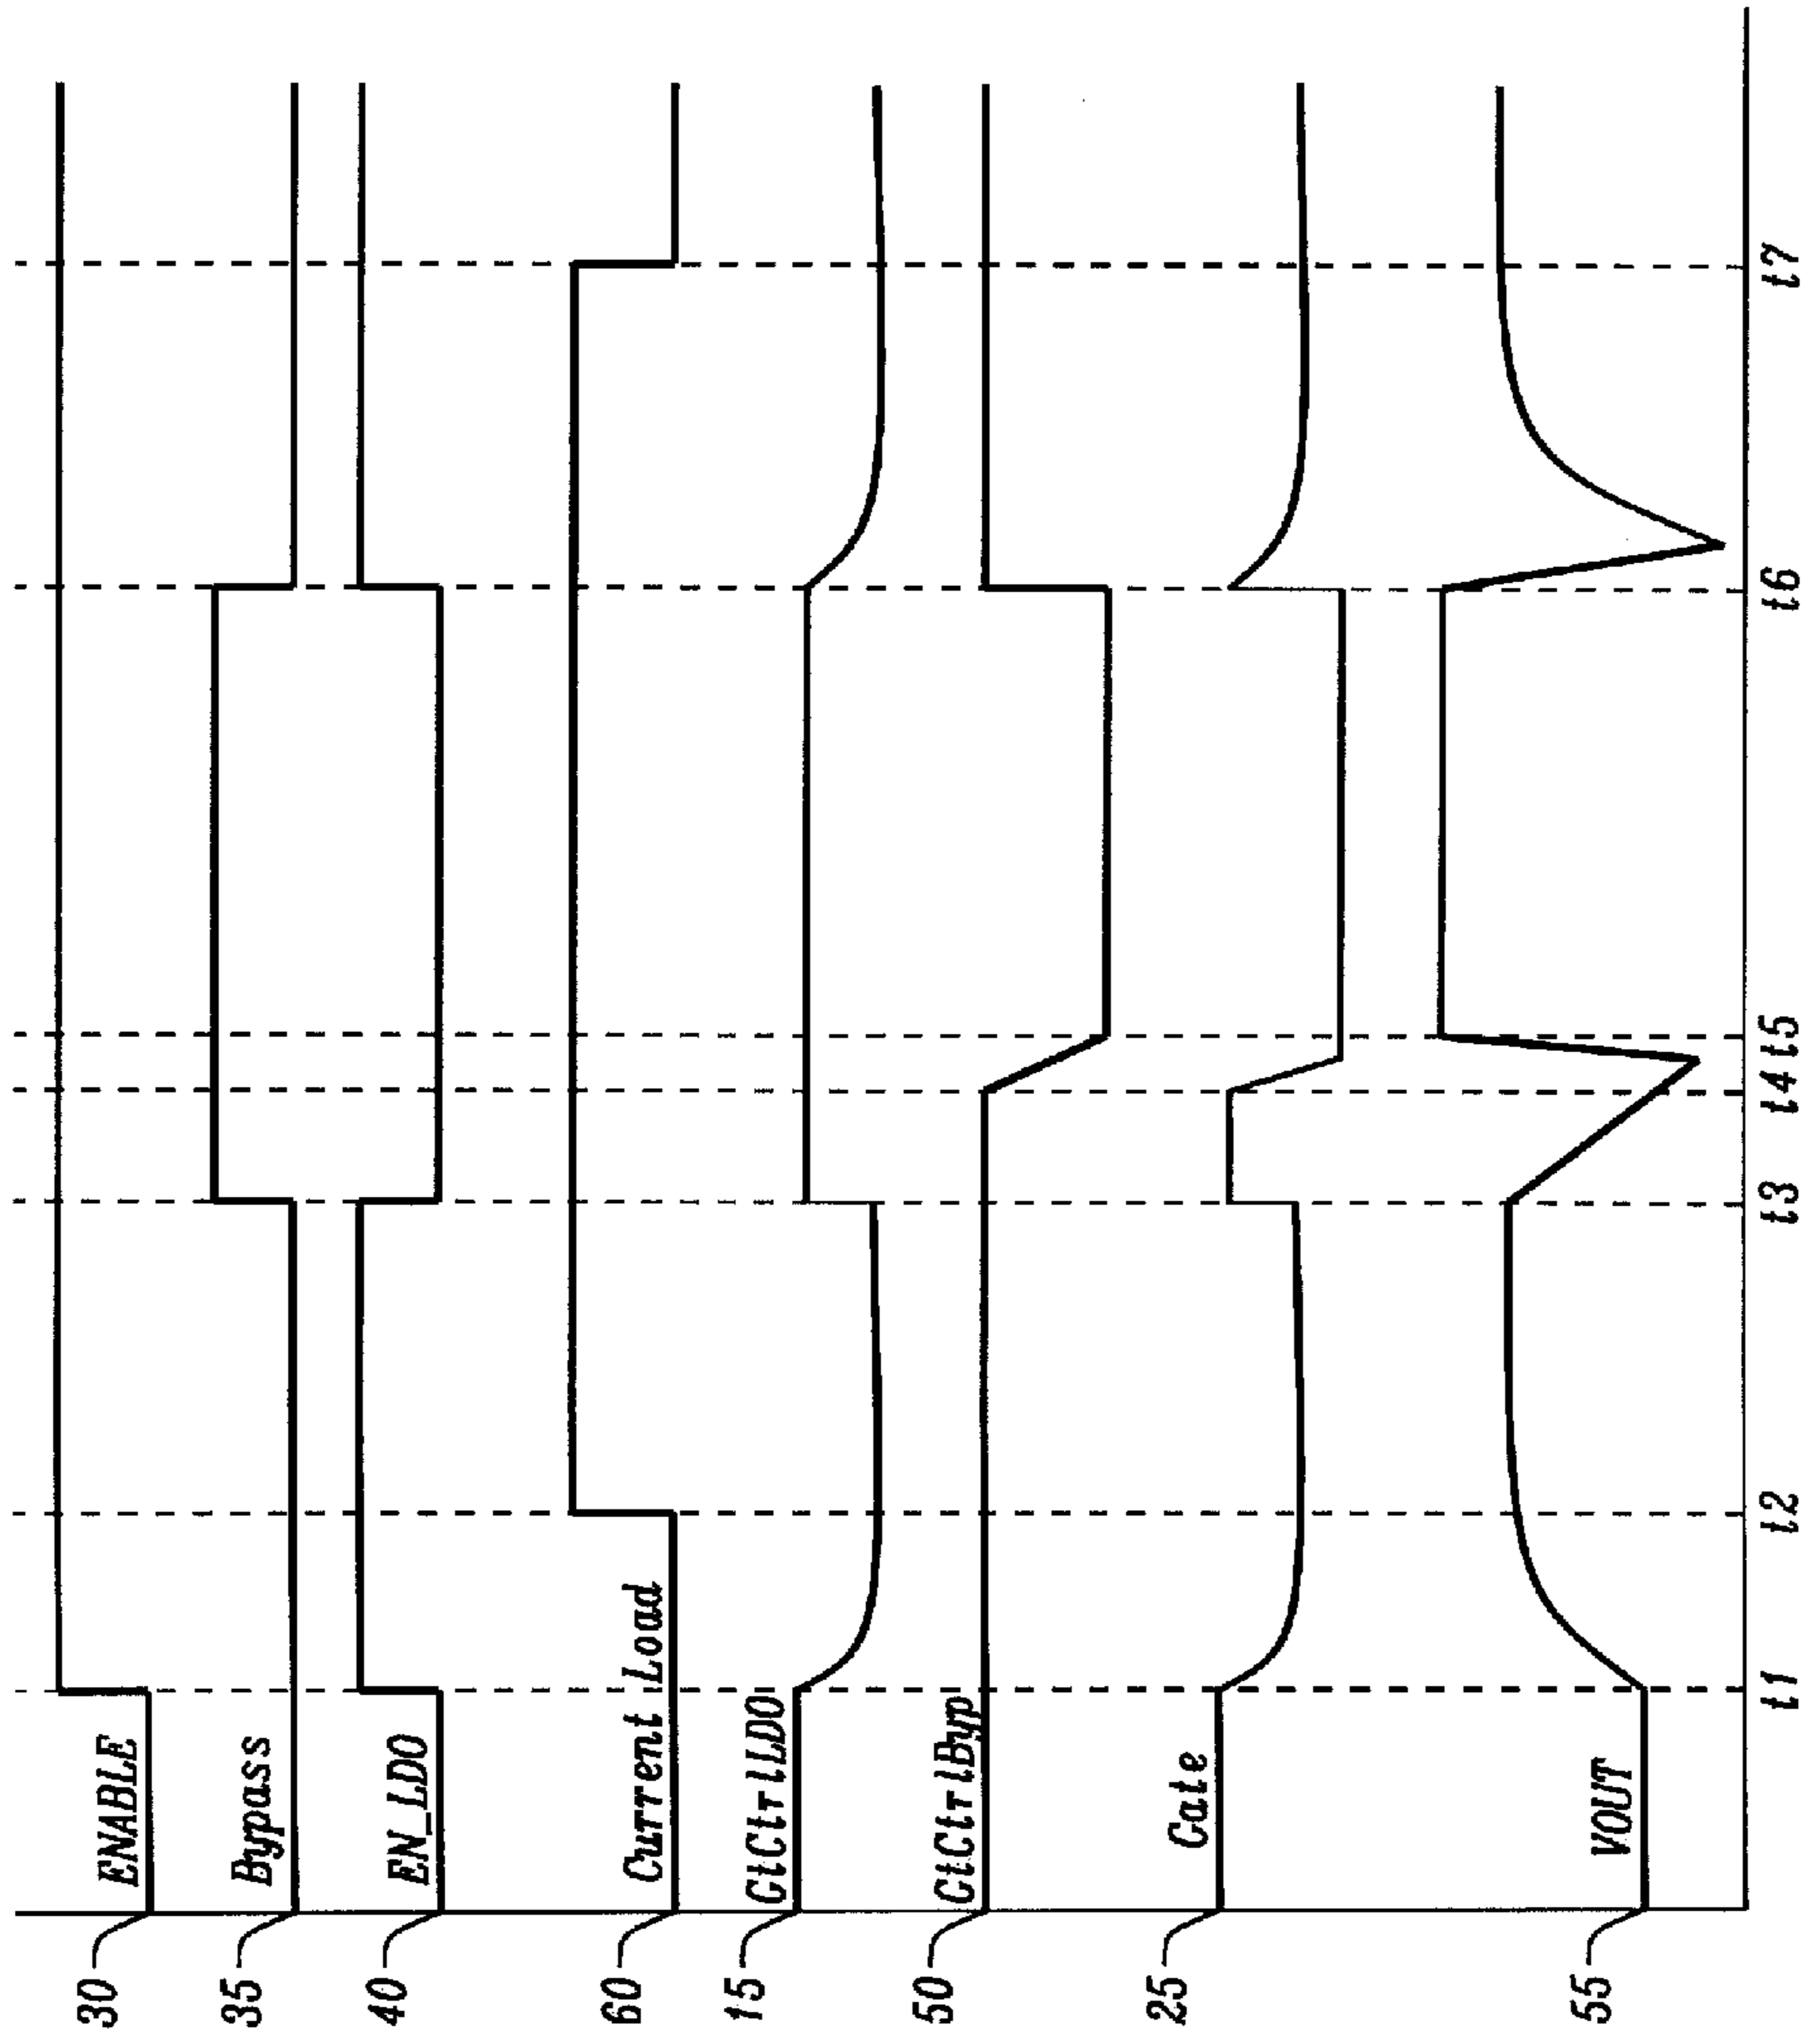 30 ENABLE
35 Bypass
40 EN_LDO
60 Current Load
15 GtCtrlLDO
50 GtCtrlByp
25 Gate
55 VOUT
t1 t2 t3 t4 t5 t6 t7